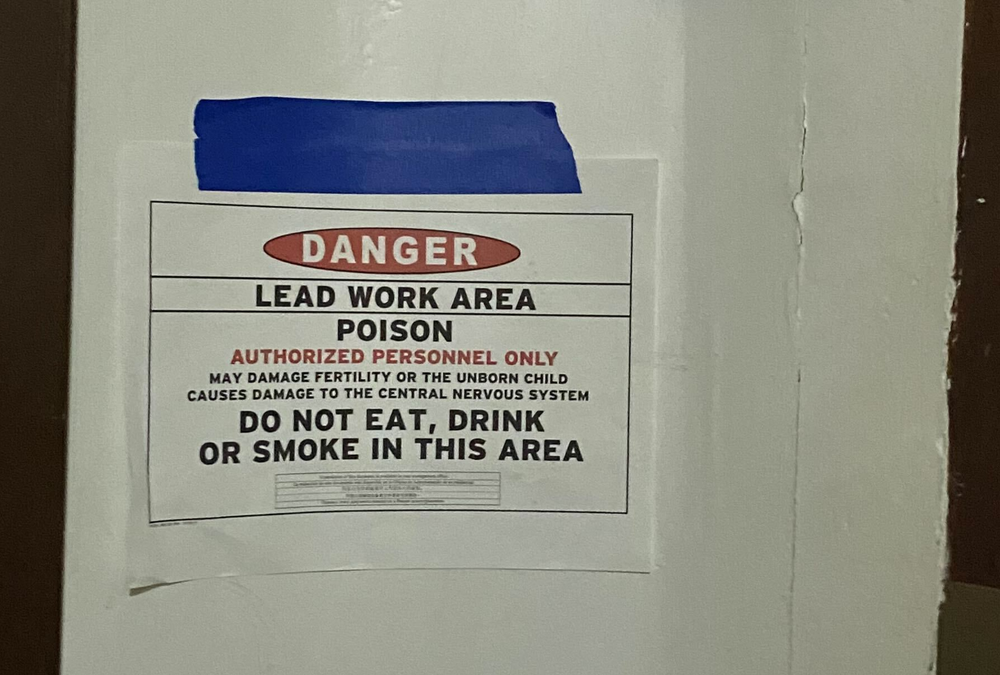 DANGER
LEAD WORK AREA
POISON
AUTHORIZED PERSONNEL ONLY
MAY DAMAGE FERTILITY OR THE UNBORN CHILD
CAUSES DAMAGE TO THE CENTRAL NERVOUS SYSTEM
DO NOT EAT, DRINK
OR SMOKE IN THIS AREA